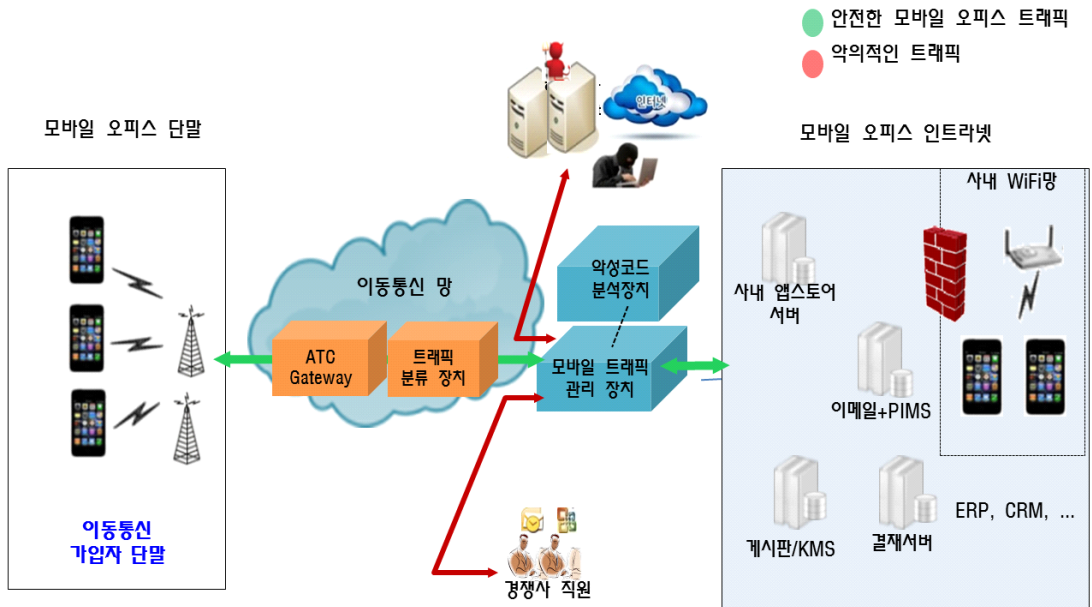 안전한 모바일 오피스 트래픽
악의적인 트래픽
인터넷
모바일 오피스 단말
모바일 오피스 인트라넷
사내 WiFi망
이동통신 망
악성코드
분석장치
사내 앱스토어
서버
ATC
Gateway
트래픽
분류 장치
모바일 트래픽
관리 장치
이메일+PIMS
이동통신
가입자 단말
게시판/KMS
결재서버
ERP, CRM, ...
경쟁사 직원